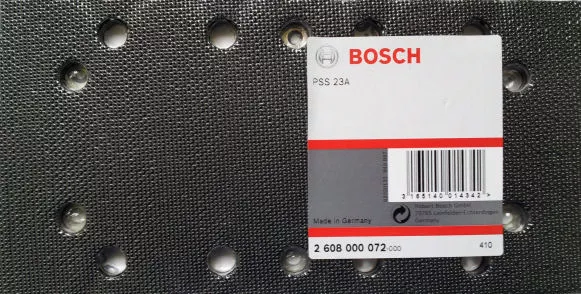 BOSCH
PSS 23A
3 165140 014342 >
Robert Bosch GmbH
70745 Leinfelden-Echterdingen
Germany
Made in Germany
2 608 000 072-000
410